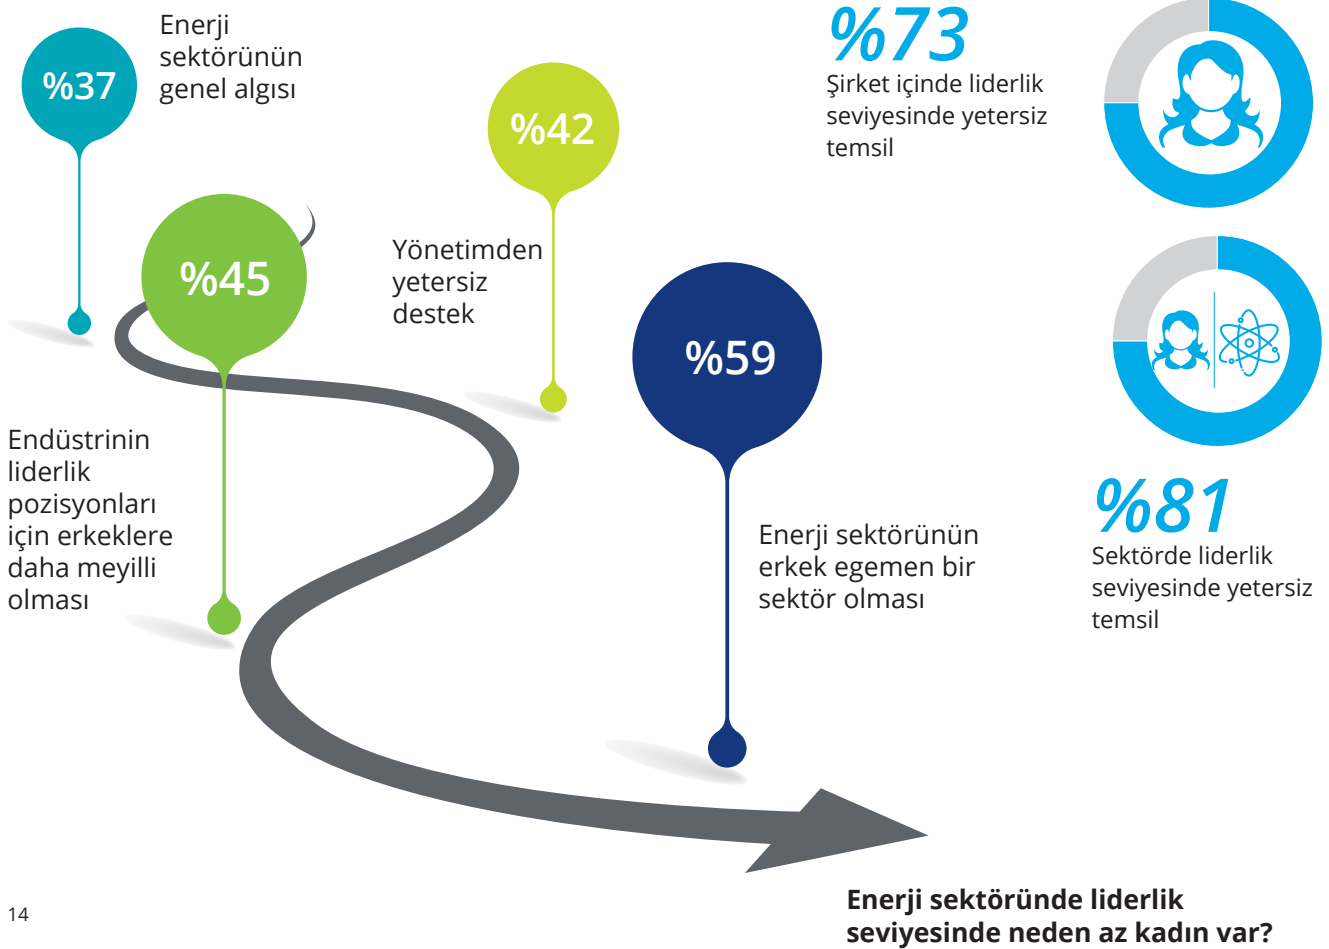 %37
Enerji
sektörünün
genel algısı
%45
Endüstrinin
liderlik
pozisyonları
için erkeklere
daha meyilli
olması
%42
Yönetimden
yetersiz
destek
%59
Enerji sektörünün
erkek egemen bir
sektör olması
%73
Şirket içinde liderlik
seviyesinde yetersiz
temsil
%81
Sektörde liderlik
seviyesinde yetersiz
temsil
Enerji sektöründe liderlik
seviyesinde neden az kadın var?
14